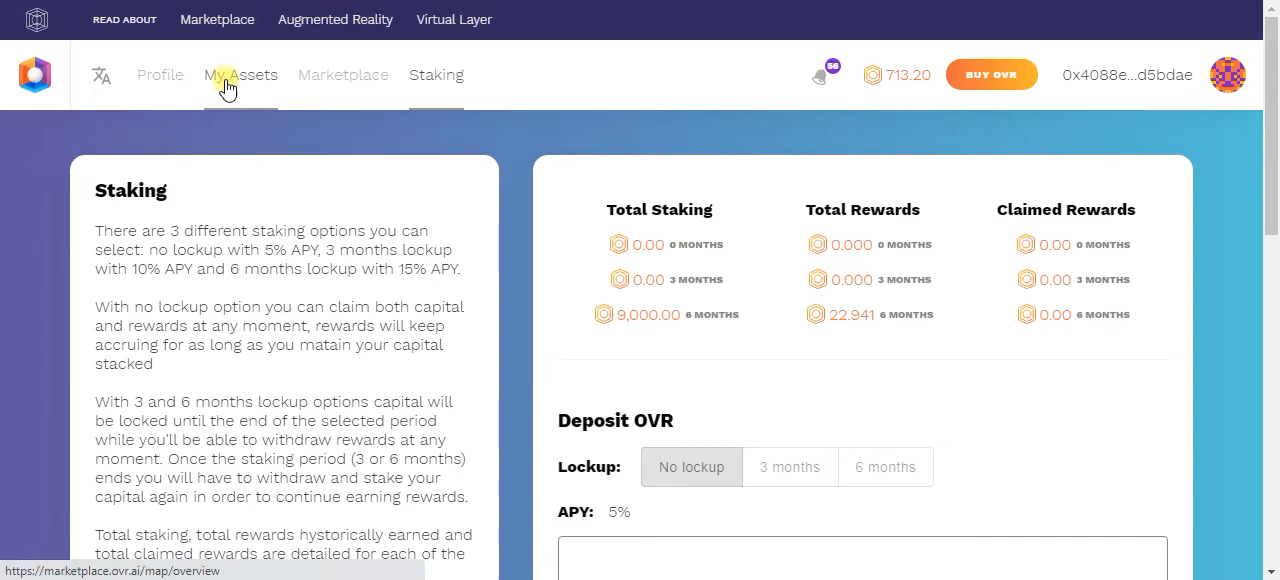 READ ABOUT Marketplace Augmented Reality Virtual Layer
Profile My Assets Marketplace Staking 56 713.20 BUY OVR 0x4088e...d5bdae
Staking
There are 3 different staking options you can
select: no lockup with 5% APY, 3 months lockup
with 10% APY and 6 months lockup with 15% APY.
With no lockup option you can claim both capital
and rewards at any moment, rewards will keep
accruing for as long as you matain your capital
stacked
With 3 and 6 months lockup options capital will
be locked until the end of the selected period
while you'll be able to withdraw rewards at any
moment. Once the staking period (3 or 6 months)
ends you will have to withdraw and stake your
capital again in order to continue earning rewards.
Total staking, total rewards hystorically earned and
total claimed rewards are detailed for each of the
Total Staking Total Rewards Claimed Rewards
0.00 0 MONTHS 0.000 0 MONTHS 0.00 0 MONTHS
0.00 3 MONTHS 0.000 3 MONTHS 0.00 3 MONTHS
9,000.00 6 MONTHS 22.941 6 MONTHS 0.00 6 MONTHS
Deposit OVR
Lockup: No lockup 3 months 6 months
APY: 5%
https://marketplace.ovr.ai/map/overview